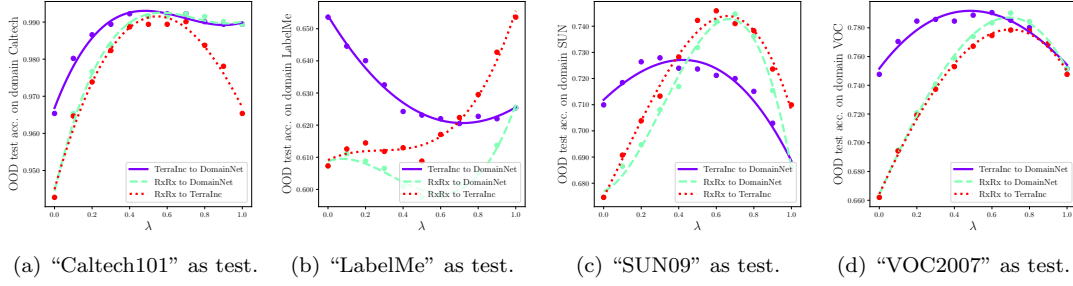 OOD test acc. on domain Caltech
0.990
0.980
0.970
0.960
0.950
0.0 0.2 0.4 0.6 0.8 1.0
λ
TerraInc to DomainNet
RxRx to DomainNet
RxRx to TerraInc
OOD test acc. on domain LabelMe
0.650
0.640
0.630
0.620
0.610
0.600
0.0 0.2 0.4 0.6 0.8 1.0
λ
TerraInc to DomainNet
RxRx to DomainNet
RxRx to TerraInc
OOD test acc. on domain SUN
0.740
0.720
0.700
0.680
0.0 0.2 0.4 0.6 0.8 1.0
λ
TerraInc to DomainNet
RxRx to DomainNet
RxRx to TerraInc
OOD test acc. on domain VOC
0.780
0.760
0.740
0.720
0.700
0.680
0.660
0.0 0.2 0.4 0.6 0.8 1.0
λ
TerraInc to DomainNet
RxRx to DomainNet
RxRx to TerraInc
(a) “Caltech101” as test.
(b) “LabelMe” as test.
(c) “SUN09” as test.
(d) “VOC2007” as test.